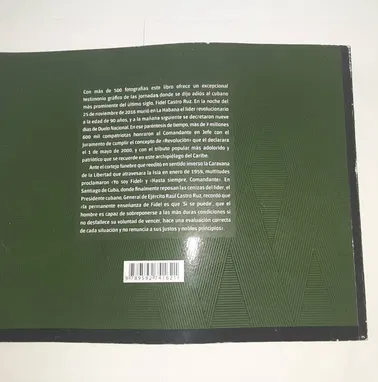 Con más de 500 fotografías este libro ofrece un excepcional
testimonio gráfico de las jornadas donde se dijo adiós al cubano
más prominente del último siglo, Fidel Castro Ruz. En la noche del
25 de noviembre de 2016 murió en La Habana el líder revolucionario
a la edad de 90 años, y a la mañana siguiente se decretaron nueve
días de Duelo Nacional. En ese paréntesis de tiempo, más de 7 millones
600 mil compatriotas honraron al Comandante en Jefe con el
juramento de cumplir el concepto de «Revolución» que él declarara
el 1 de mayo de 2000, y con el tributo popular más adolorido y
patriótico que se recuerde en este archipiélago del Caribe.
Ante el cortejo fúnebre que reeditó en sentido inverso la Caravana
de la Libertad que atravesara la Isla en enero de 1959, multitudes
proclamaron «Yo soy Fidel» y «Hasta siempre, Comandante». En
Santiago de Cuba, donde finalmente reposan las cenizas del líder, el
Presidente cubano, General de Ejército Raúl Castro Ruz, recordó que
«la permanente enseñanza de Fidel es que 'Sí se puede', que el
hombre es capaz de sobreponerse a las más duras condiciones si
no desfallece su voluntad de vencer, hace una evaluación correcta
de cada situación y no renuncia a sus justos y nobles principios»